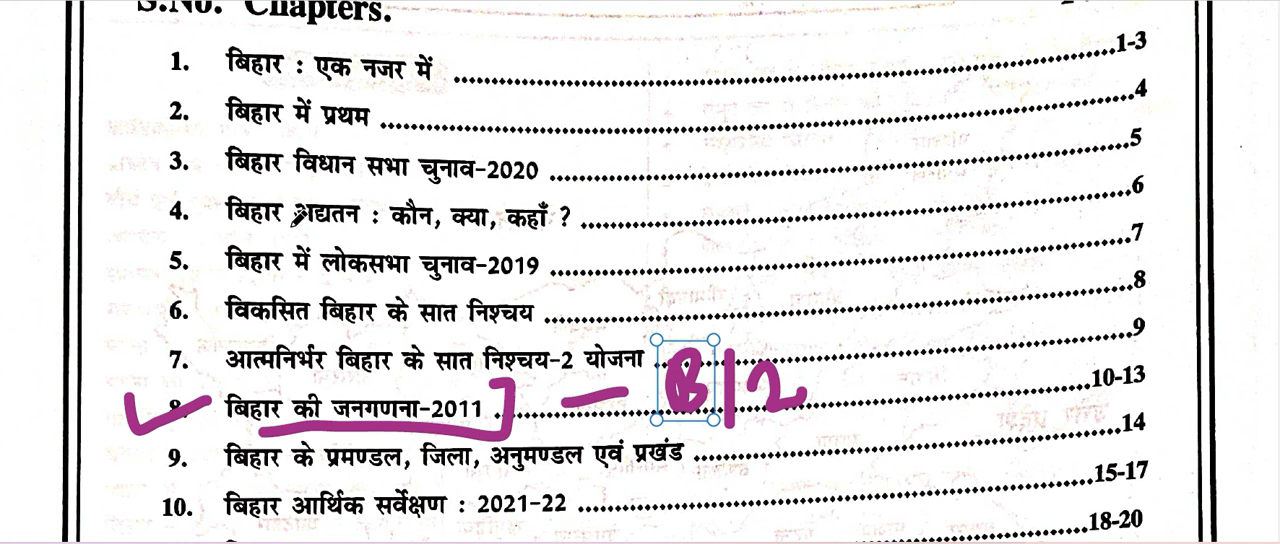 S.No. Chapters.
1. बिहार : एक नजर में ........................1-3
2. बिहार में प्रथम ........................4
3. बिहार विधान सभा चुनाव-2020 ........................5
4. बिहार अद्यतन : कौन, क्या, कहाँ ? ........................6
5. बिहार में लोकसभा चुनाव-2019 ........................7
6. विकसित बिहार के सात निश्चय ........................8
7. आत्मनिर्भर बिहार के सात निश्चय-2 योजना ........................9
8. बिहार की जनगणना-2011 ........................10-13
9. बिहार के प्रमण्डल, जिला, अनुमण्डल एवं प्रखंड ........................14
10. बिहार आर्थिक सर्वेक्षण : 2021-22 ........................15-17
........................18-20